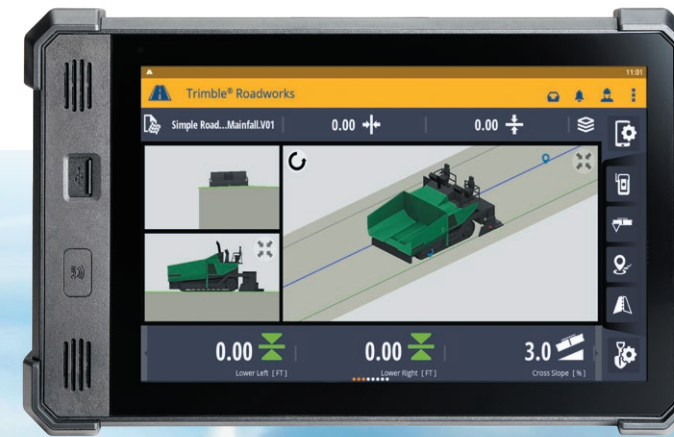 11:01
Trimble® Roadworks
Simple Road...Mainfall.V01
0.00
0.00
NFC
0.00
0.00
3.0
Lower Left [FT]
Lower Right [FT]
Cross Slope [%]